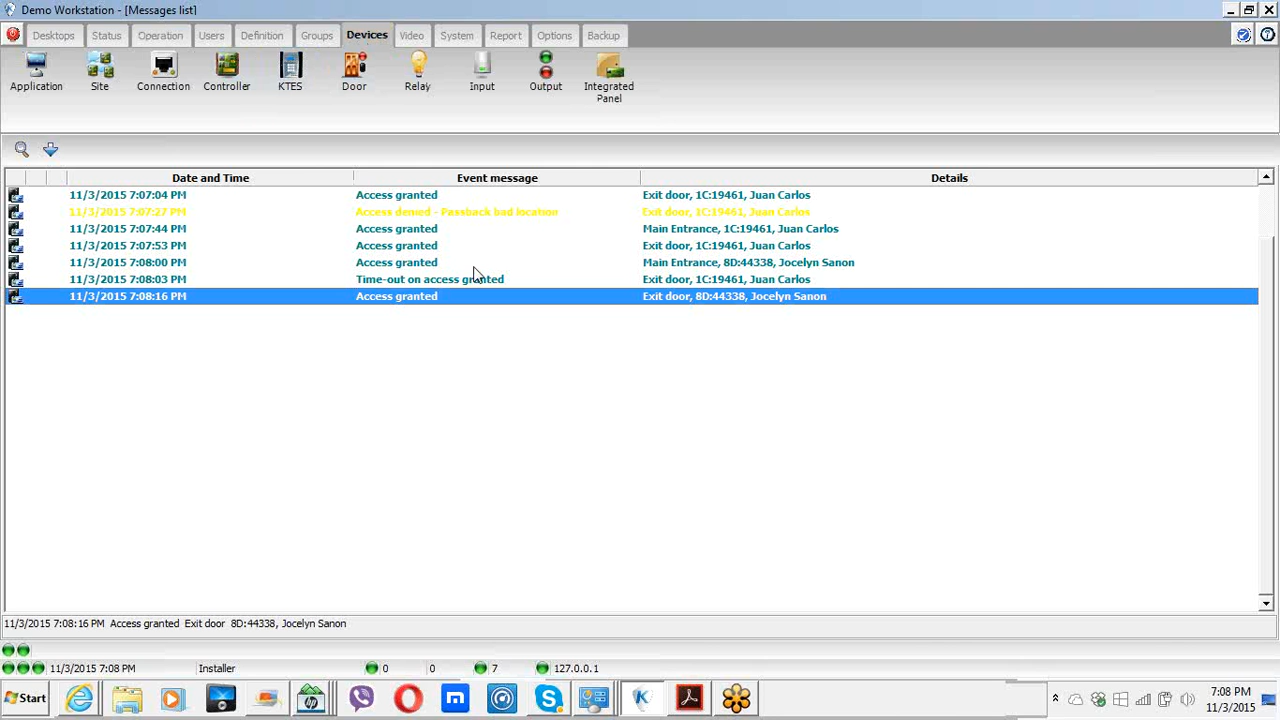 Demo Workstation - [Messages list]
Desktops Status Operation Users Definition Groups Devices Video System Report Options Backup
Application Site Connection Controller KTES Door Relay Input Output Integrated Panel
Date and Time Event message Details
11/3/2015 7:07:04 PM Access granted Exit door, 1C:19461, Juan Carlos
11/3/2015 7:07:27 PM Access denied - Passback bad location Exit door, 1C:19461, Juan Carlos
11/3/2015 7:07:44 PM Access granted Main Entrance, 1C:19461, Juan Carlos
11/3/2015 7:07:53 PM Access granted Exit door, 1C:19461, Juan Carlos
11/3/2015 7:08:00 PM Access granted Main Entrance, 8D:44338, Jocelyn Sanon
11/3/2015 7:08:03 PM Time-out on access granted Exit door, 1C:19461, Juan Carlos
11/3/2015 7:08:16 PM Access granted Exit door, 8D:44338, Jocelyn Sanon
11/3/2015 7:08:16 PM Access granted Exit door 8D:44338, Jocelyn Sanon
11/3/2015 7:08 PM Installer 0 0 7 127.0.0.1
Start 7:08 PM
11/3/2015